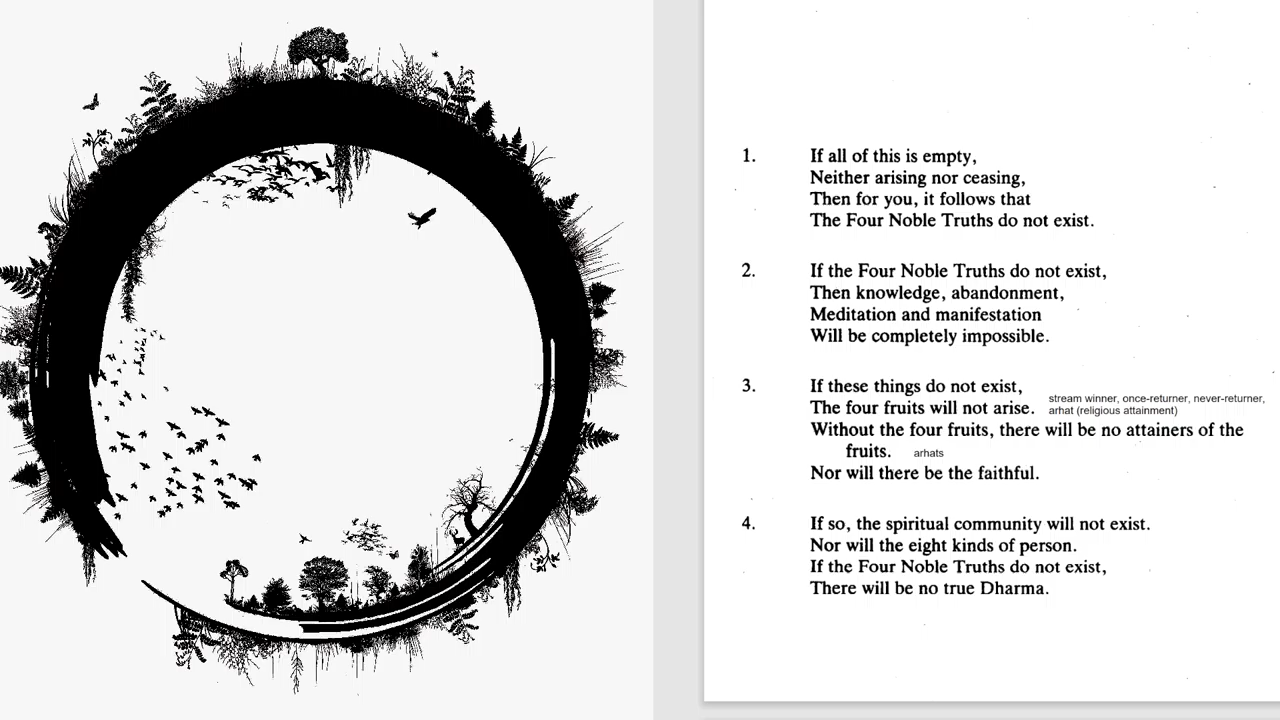 1. If all of this is empty,
Neither arising nor ceasing,
Then for you, it follows that
The Four Noble Truths do not exist.
2. If the Four Noble Truths do not exist,
Then knowledge, abandonment,
Meditation and manifestation
Will be completely impossible.
3. If these things do not exist,
The four fruits will not arise. stream winner, once-returner, never-returner,
arhat (religious attainment)
Without the four fruits, there will be no attainers of the
fruits. arhats
Nor will there be the faithful.
4. If so, the spiritual community will not exist.
Nor will the eight kinds of person.
If the Four Noble Truths do not exist,
There will be no true Dharma.